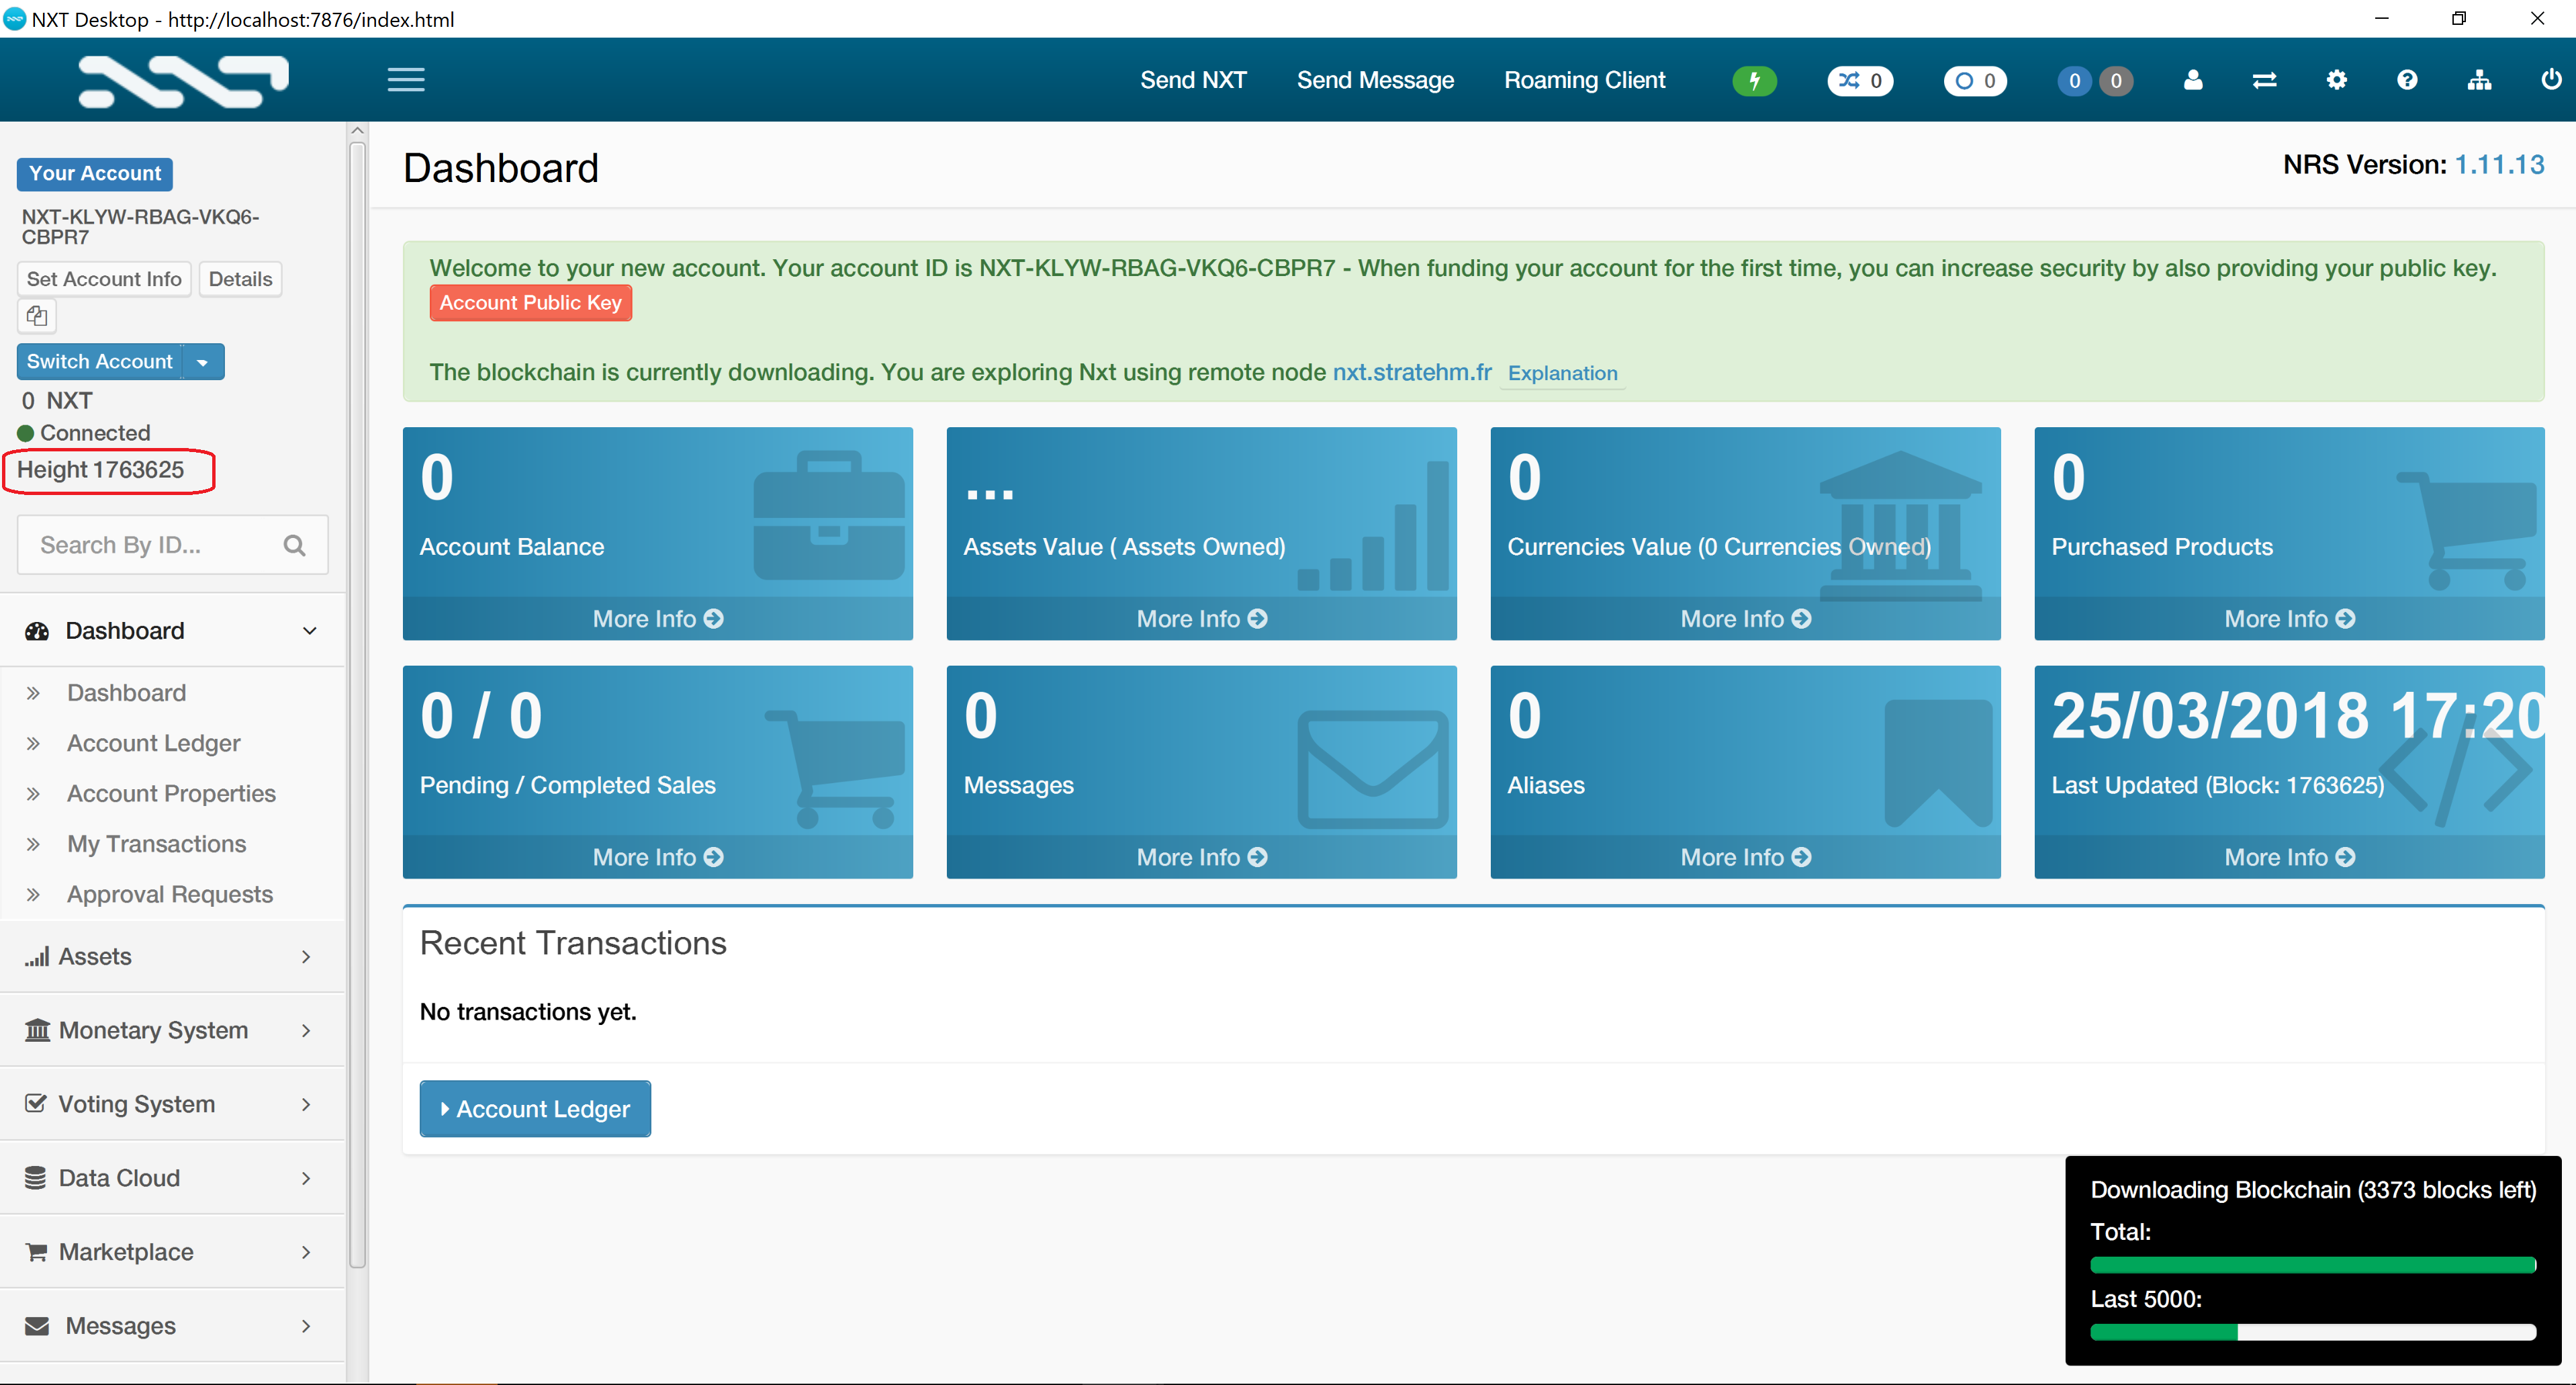 NXT Desktop - http://localhost:7876/index.html
NXT
Send NXT
Send Message
Roaming Client
0
0
0
0
Your Account
NXT-KLYW-RBAG-VKQ6-
CBPR7
Set Account Info
Details
Switch Account
0 NXT
Connected
Height 1763625
Search By ID...
Dashboard
Dashboard
Account Ledger
Account Properties
My Transactions
Approval Requests
Assets
Monetary System
Voting System
Data Cloud
Marketplace
Messages
Dashboard
NRS Version: 1.11.13
Welcome to your new account. Your account ID is NXT-KLYW-RBAG-VKQ6-CBPR7 - When funding your account for the first time, you can increase security by also providing your public key.
Account Public Key
The blockchain is currently downloading. You are exploring Nxt using remote node nxt.stratehm.fr Explanation
0
Account Balance
More Info
...
Assets Value ( Assets Owned)
More Info
0
Currencies Value (0 Currencies Owned)
More Info
0
Purchased Products
More Info
0 / 0
Pending / Completed Sales
More Info
0
Messages
More Info
0
Aliases
More Info
25/03/2018 17:20
Last Updated (Block: 1763625)
More Info
Recent Transactions
No transactions yet.
Account Ledger
Downloading Blockchain (3373 blocks left)
Total:
Last 5000: